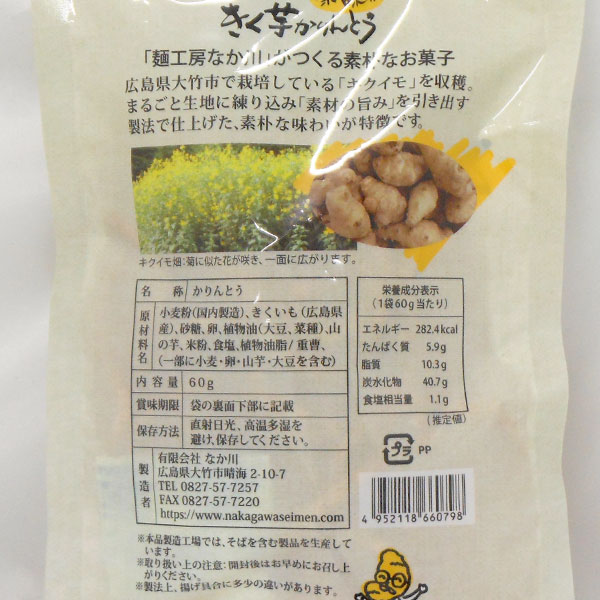 きく芋かりんとう
「麺工房なか川」がつくる素朴なお菓子
広島県大竹市で栽培している「キクイモ」を収穫。
まるごと生地に練り込み「素材の旨み」を引き出す
製法で仕上げた、素朴な味わいが特徴です。
キクイモ畑：菊に似た花が咲き、一面に広がります。
名 称 かりんとう
原材料名 小麦粉（国内製造）、きくいも（広島県
産）、砂糖、卵、植物油（大豆、菜種）、山
の芋、米粉、食塩、植物油脂/重曹、
（一部に小麦・卵・山芋・大豆を含む）
内容量 60g
賞味期限 袋の裏面下部に記載
保存方法 直射日光、高温多湿を
避け、保存してください。
製造者 有限会社 なか川
広島県大竹市晴海 2-10-7
TEL 0827-57-7257
FAX 0827-57-7220
https://www.nakagawaseimen.com
※本品製造工場では、そばを含む製品を生産して
います。
※取り扱い上の注意：開封後はお早めにお召し上
がりください。
※製法上、揚げ具合に多少の違いがあります。
栄養成分表示
（1袋60g当たり）
エネルギー 282.4kcal
たんぱく質 5.9g
脂質 10.3g
炭水化物 40.7g
食塩相当量 1.1g
（推定値）
プラ PP
4 952118 660798